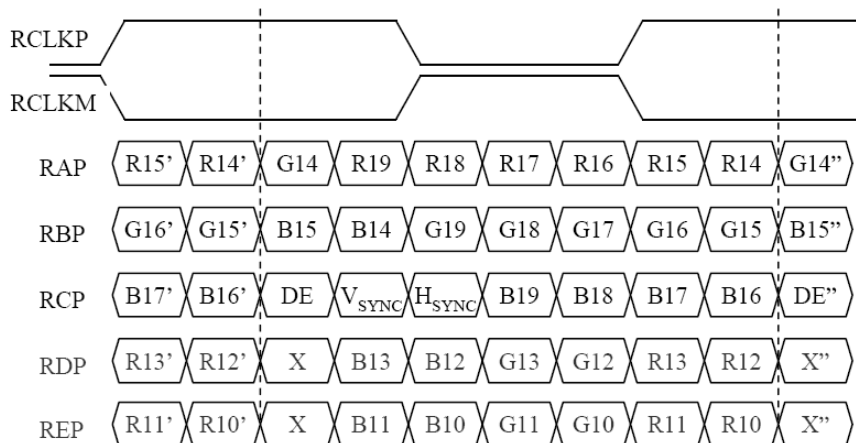 RCLKP
RCLKM
RAP R15’ R14’ G14 R19 R18 R17 R16 R15 R14 G14”
RBP G16’ G15’ B15 B14 G19 G18 G17 G16 G15 B15”
RCP B17’ B16’ DE VSYNC HSYNC B19 B18 B17 B16 DE”
RDP R13’ R12’ X B13 B12 G13 G12 R13 R12 X”
REP R11’ R10’ X B11 B10 G11 G10 R11 R10 X”